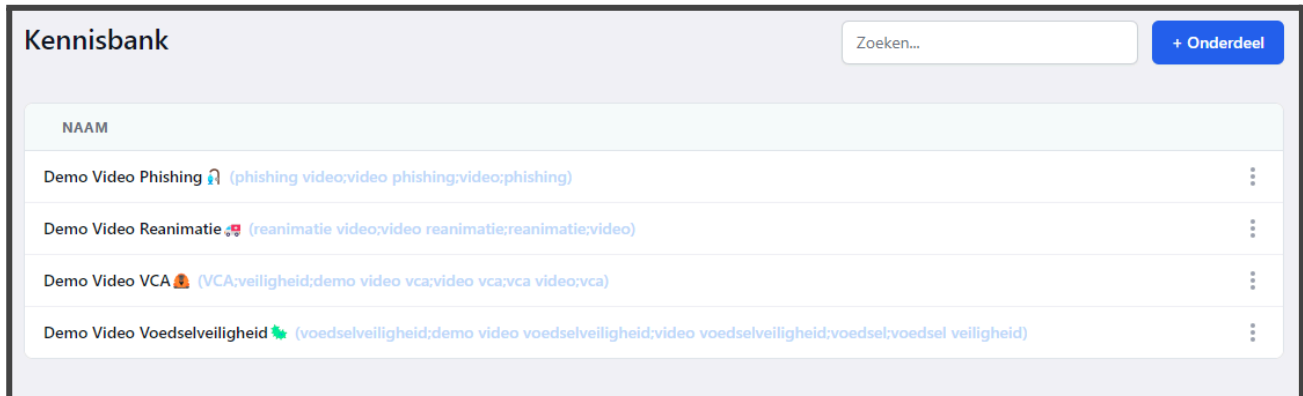 Kennisbank
Zoeken...
+ Onderdeel
NAAM
Demo Video Phishing 🎣 (phishing video;video phishing;video;phishing)
Demo Video Reanimatie 🚑 (reanimatie video;video reanimatie;reanimatie;video)
Demo Video VCA 🦺 (VCA;veiligheid;demo video vca;video vca;vca video;vca)
Demo Video Voedselveiligheid 🦠 (voedselveiligheid;demo video voedselveiligheid;video voedselveiligheid;voedsel;voedsel veiligheid)